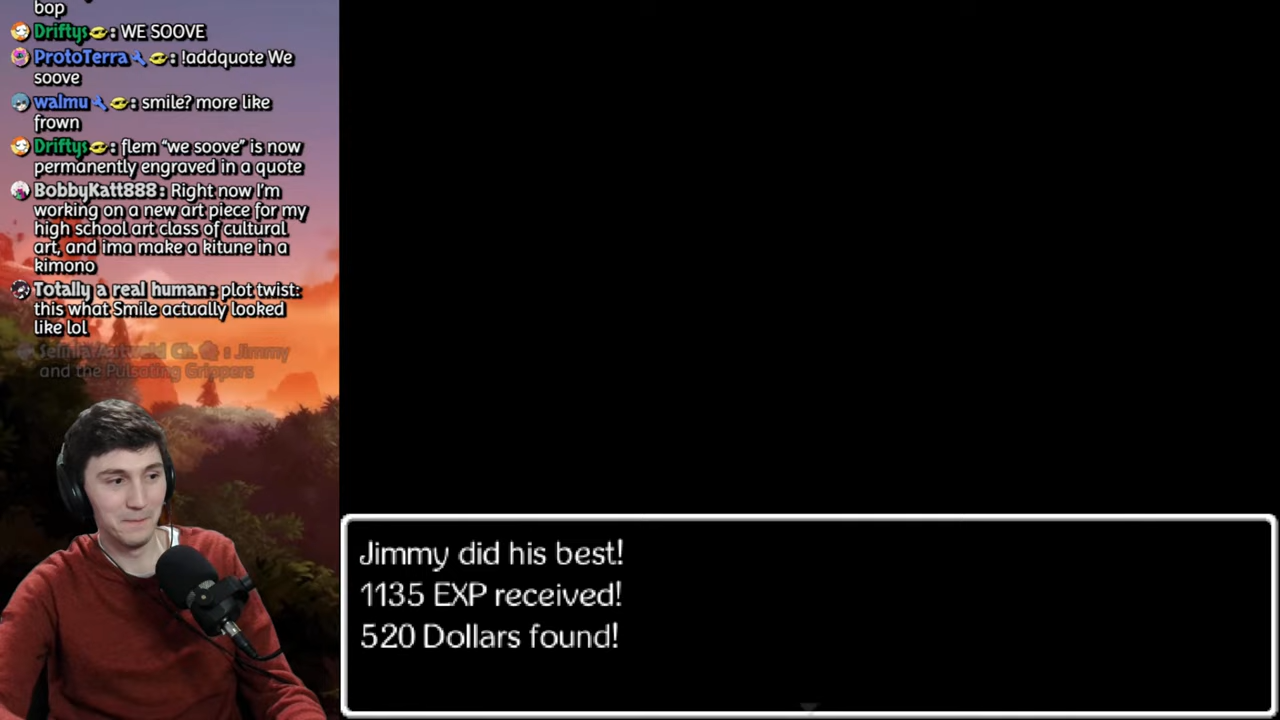 bop
Driftys: WE SOOVE
ProtoTerra: !addquote We
soove
walmu: smile? more like
frown
Driftys: flem “we soove” is now
permanently engraved in a quote
BobbyKatt888: Right now I'm
working on a new art piece for my
high school art class of cultural
art, and ima make a kitune in a
kimono
Totally a real human: plot twist:
this what Smile actually looked
like lol
Ch. : Jimmy
and the Pulsating Grippers
Jimmy did his best!
1135 EXP received!
520 Dollars found!